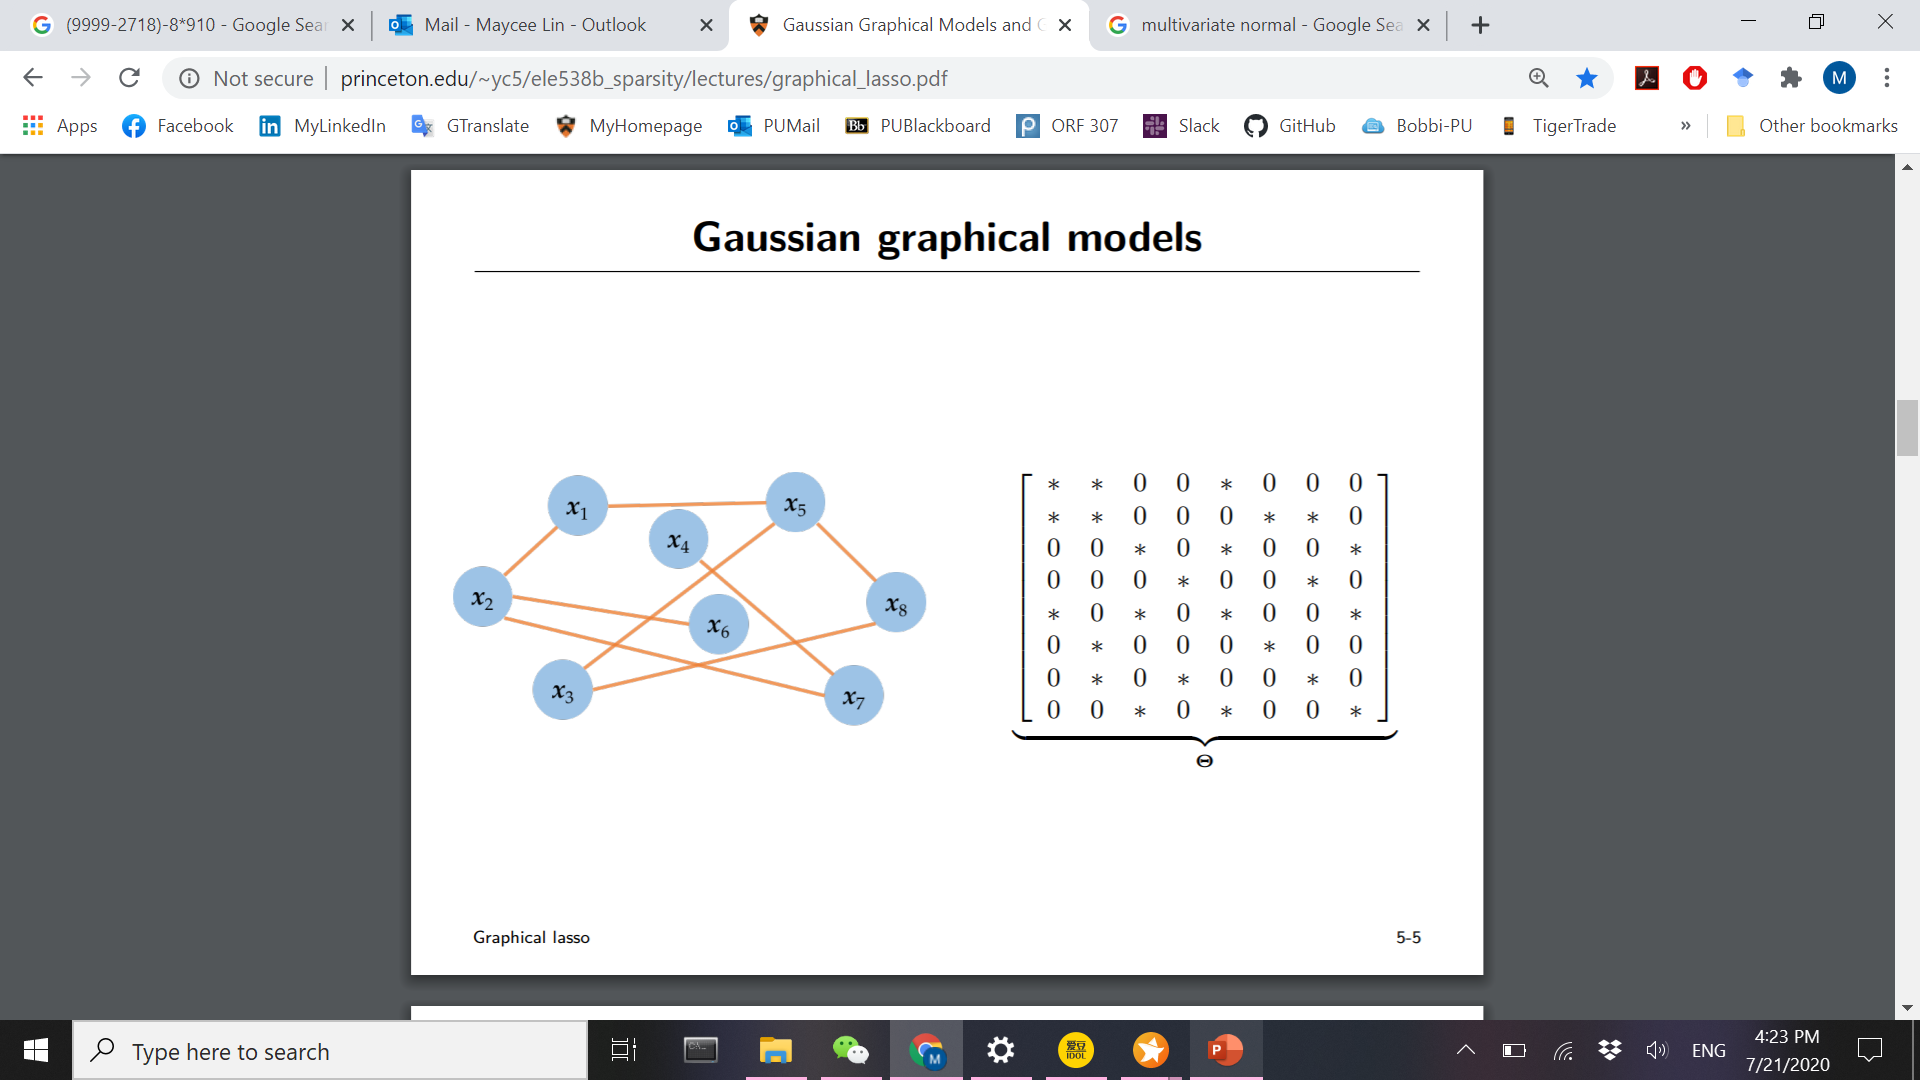 (9999-2718)-8*910 - Google Sear
Mail - Maycee Lin - Outlook
Gaussian Graphical Models and G
multivariate normal - Google Sea
Not secure
princeton.edu/~yc5/ele538b_sparsity/lectures/graphical_lasso.pdf
M
Apps
Facebook
MyLinkedIn
GTranslate
MyHomepage
PUMail
PUBlackboard
ORF 307
Slack
GitHub
Bobbi-PU
TigerTrade
»
Other bookmarks
Gaussian graphical models
x1
x5
x4
x2
x8
x6
x3
x7
∗ ∗ 0 0 ∗ 0 0 0
∗ ∗ 0 0 0 ∗ ∗ 0
0 0 ∗ 0 ∗ 0 0 ∗
0 0 0 ∗ 0 0 ∗ 0
∗ 0 ∗ 0 ∗ 0 0 ∗
0 ∗ 0 0 0 ∗ 0 0
0 ∗ 0 ∗ 0 0 ∗ 0
0 0 ∗ 0 ∗ 0 0 ∗
Θ
Graphical lasso
5-5
Type here to search
M
爱豆
IDOL
P
ENG
4:23 PM
7/21/2020